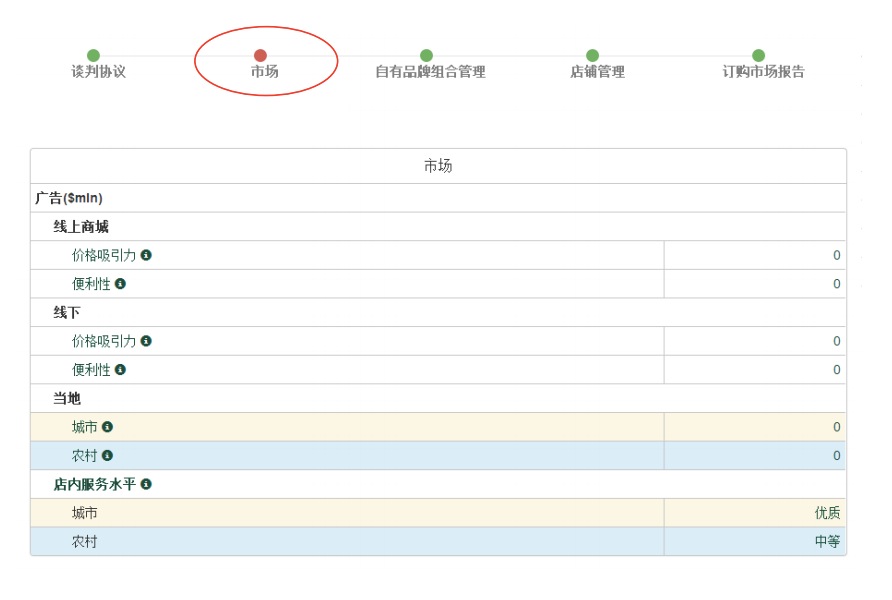 谈判协议 市场 自有品牌组合管理 店铺管理 订购市场报告
市场
广告($mln)
线上商城
价格吸引力 0
便利性 0
线下
价格吸引力 0
便利性 0
当地
城市 0
农村 0
店内服务水平
城市 优质
农村 中等